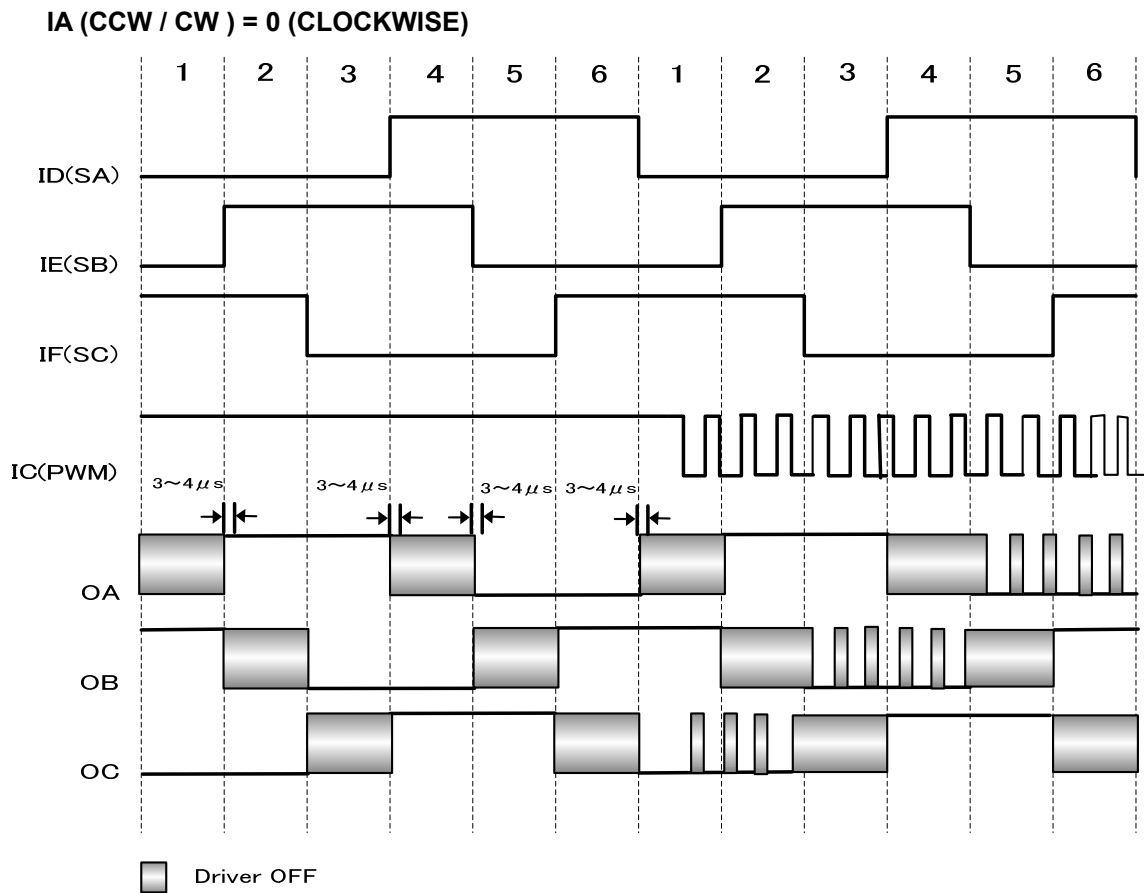 IA (CCW / CW ) = 0 (CLOCKWISE)
1 2 3 4 5 6 1 2 3 4 5 6
ID(SA)
IE(SB)
IF(SC)
IC(PWM)
3~4μs 3~4μs 3~4μs 3~4μs
OA
OB
OC
Driver OFF